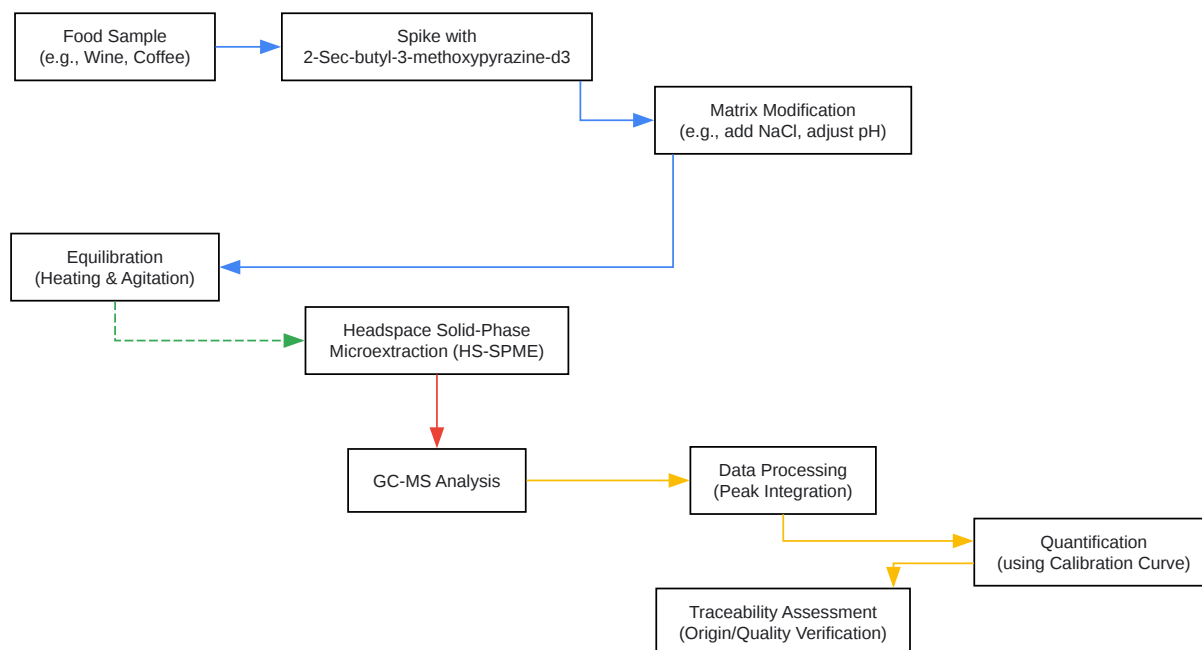 Food Sample
(e.g., Wine, Coffee)
Spike with
2-Sec-butyl-3-methoxypyrazine-d3
Matrix Modification
(e.g., add NaCl, adjust pH)
Equilibration
(Heating & Agitation)
Headspace Solid-Phase
Microextraction (HS-SPME)
GC-MS Analysis
Data Processing
(Peak Integration)
Quantification
(using Calibration Curve)
Traceability Assessment
(Origin/Quality Verification)